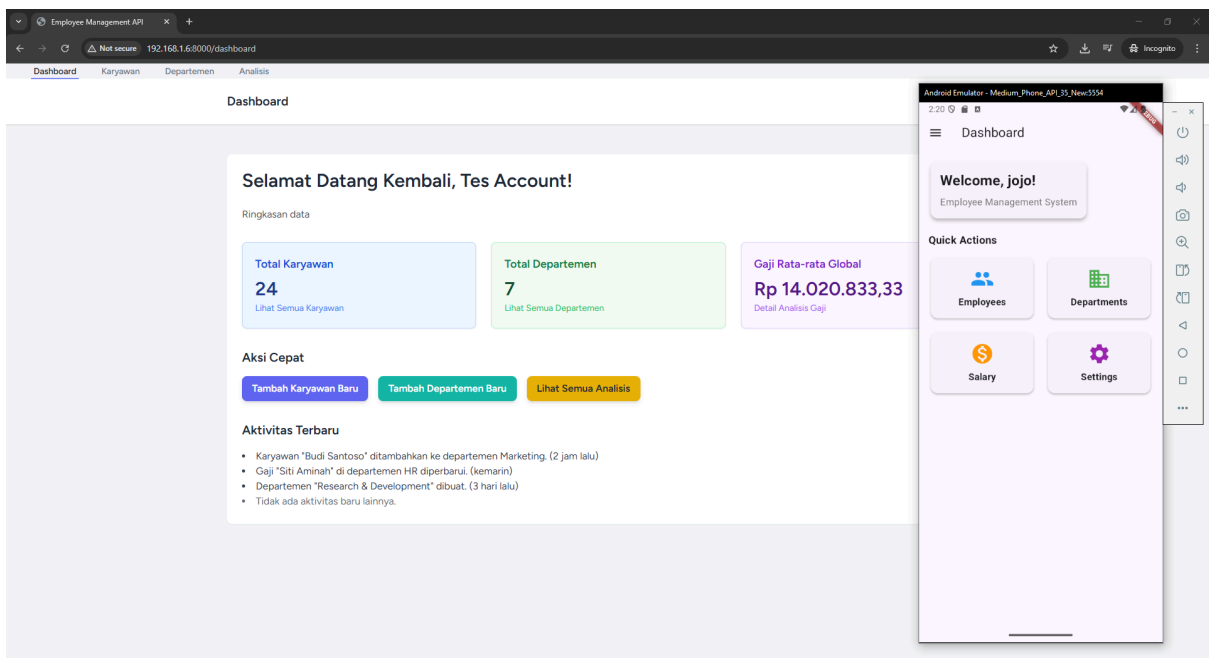 Employee Management API
Not secure 192.168.1.6:8000/dashboard
Incognito
Dashboard Karyawan Departemen Analisis
Dashboard
Selamat Datang Kembali, Tes Account!
Ringkasan data
Total Karyawan
24
Lihat Semua Karyawan
Total Departemen
7
Lihat Semua Departemen
Gaji Rata-rata Global
Rp 14.020.833,33
Detail Analisis Gaji
Aksi Cepat
Tambah Karyawan Baru
Tambah Departemen Baru
Lihat Semua Analisis
Aktivitas Terbaru
Karyawan "Budi Santoso" ditambahkan ke departemen Marketing. (2 jam lalu)
Gaji "Siti Aminah" di departemen HR diperbarui. (kemarin)
Departemen "Research & Development" dibuat. (3 hari lalu)
Tidak ada aktivitas baru lainnya.
Android Emulator - Medium_Phone_API_35_New:5554
2:20
DEBUG
Dashboard
Welcome, jojo!
Employee Management System
Quick Actions
Employees
Departments
Salary
Settings